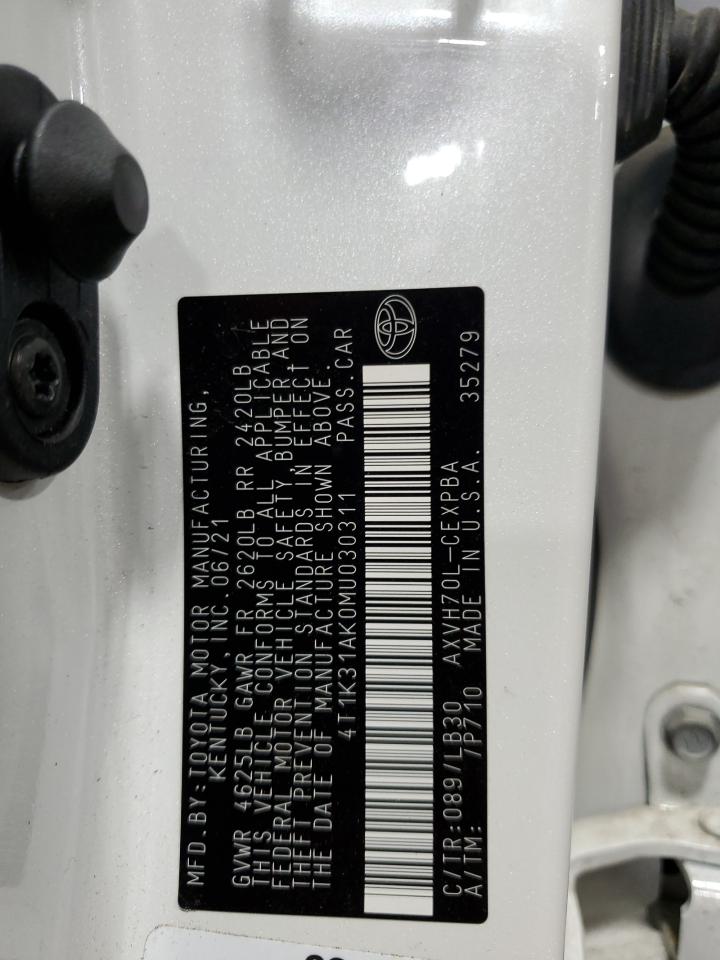 MFD.BY:TOYOTA MOTOR MANUFACTURING,
KENTUCKY, INC. 06/21
GVWR 4625LB GAWR FR 2620LB RR 2420LB
THIS VEHICLE CONFORMS TO ALL APPLICABLE
FEDERAL MOTOR VEHICLE SAFETY, BUMPER, AND
THEFT PREVENTION STANDARDS IN EFFECT ON
THE DATE OF MANUFACTURE SHOWN ABOVE.
4T1K31AK0MU030311 PASS.CAR
C/TR:089/LB30 AXVH70L-CEXPBA 35279
A/TM: /P710 MADE IN U.S.A.